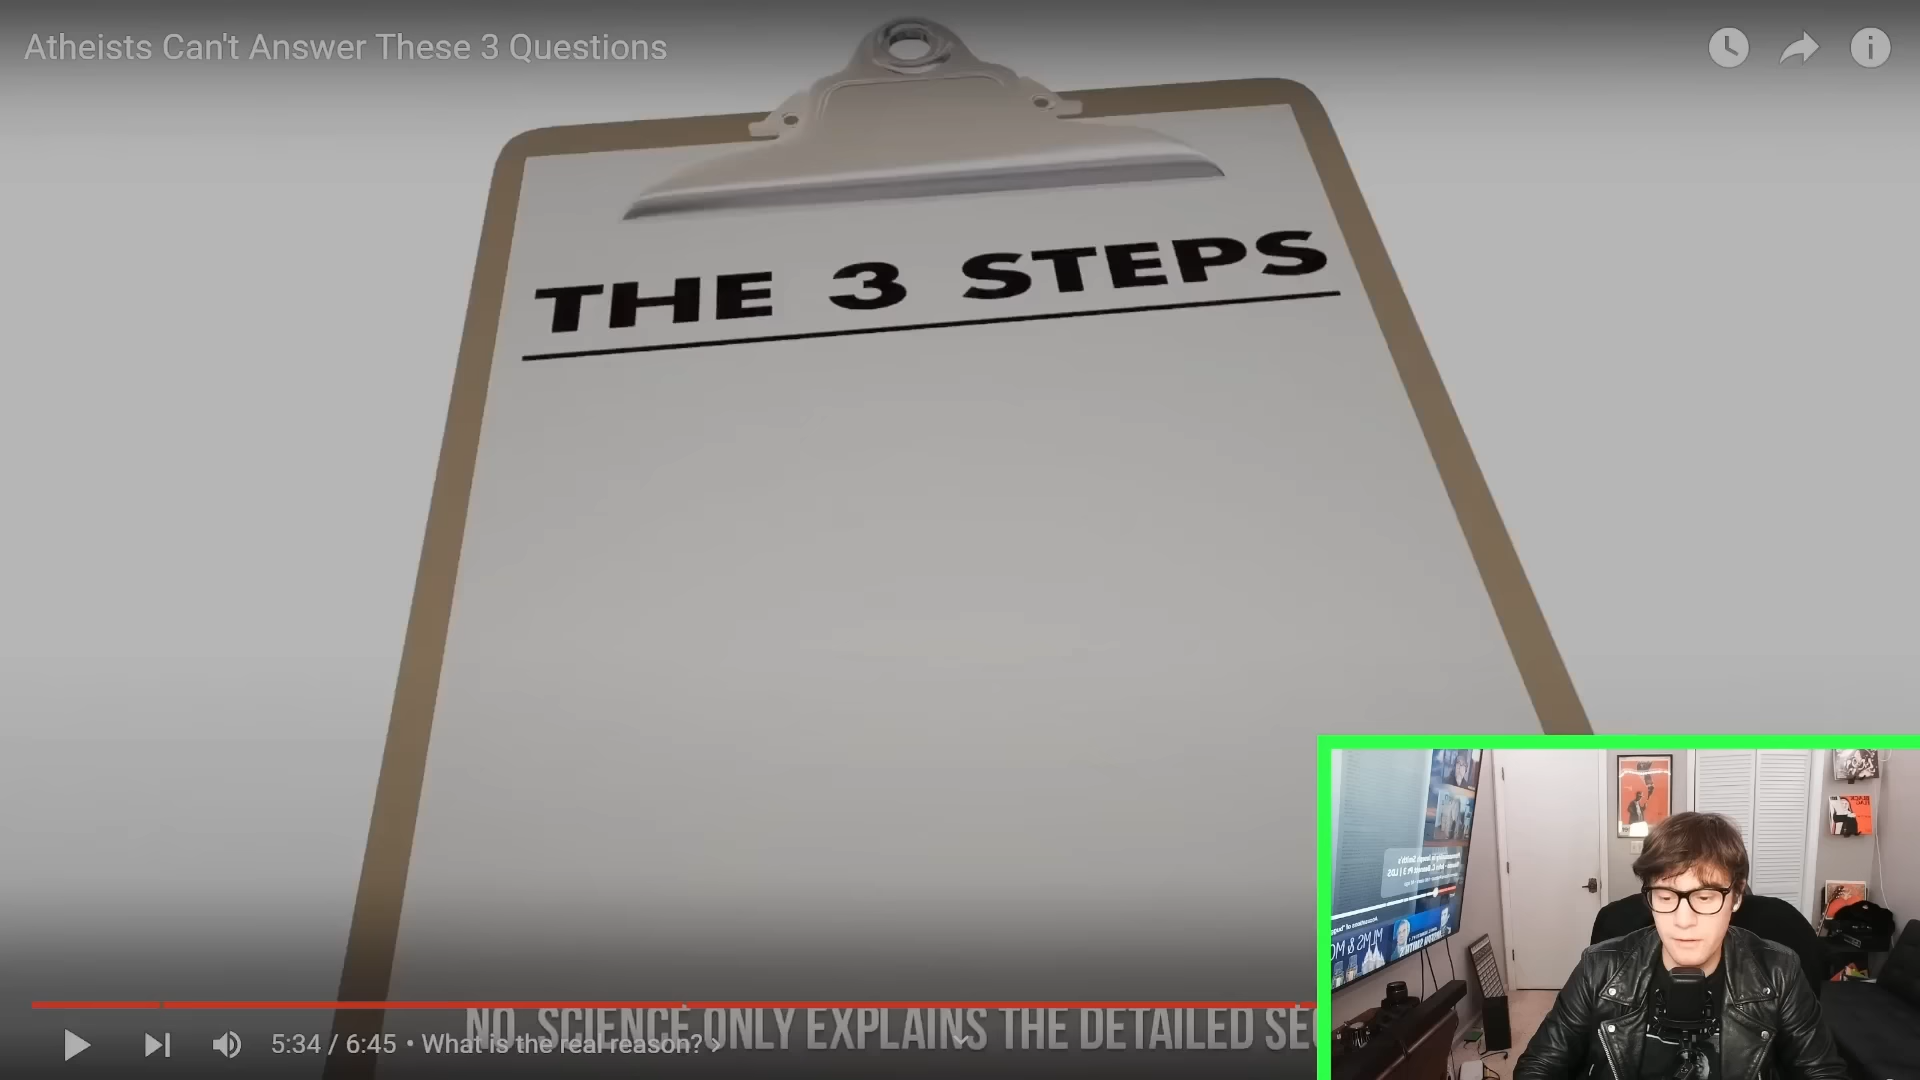 Atheists Can't Answer These 3 Questions
THE 3 STEPS
NO, SCIENCE ONLY EXPLAINS THE DETAILED
5:34 / 6:45 • What is the real reason? ›